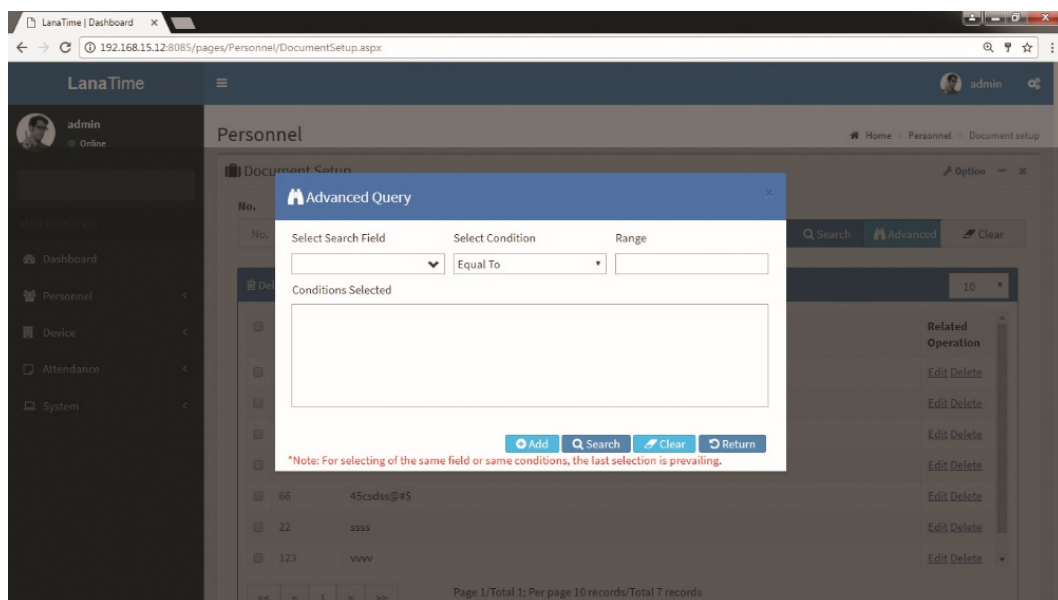 LanaTime | Dashboard
192.168.15.12:8085/pages/Personnel/DocumentSetup.aspx
LanaTime
admin
admin
Online
Personnel
Home
Personnel
Document setup
Document Setup
Option
No.
No.
Search
Advanced
Clear
MAIN NAVIGATION
Dashboard
Personnel
Device
Attendance
System
Advanced Query
Select Search Field
Select Condition
Range
Equal To
Conditions Selected
Add
Search
Clear
Return
*Note: For selecting of the same field or same conditions, the last selection is prevailing.
10
Related
Operation
Edit Delete
Edit Delete
Edit Delete
Edit Delete
66 45csdss@#$ Edit Delete
22 ssss Edit Delete
123 vvvv Edit Delete
<< < 1 > >> Page 1/Total 1; Per page 10 records/Total 7 records